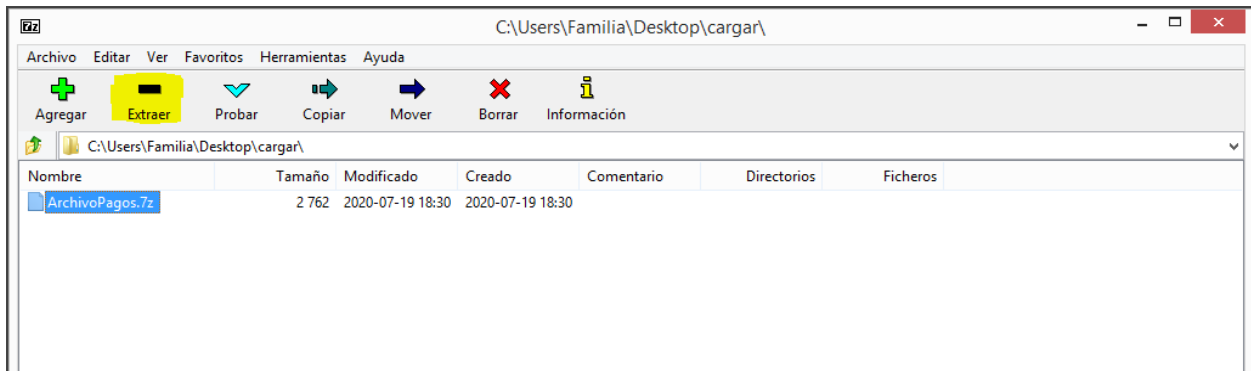 7z C:\Users\Familia\Desktop\cargar\
Archivo Editar Ver Favoritos Herramientas Ayuda
Agregar Extraer Probar Copiar Mover Borrar Información
C:\Users\Familia\Desktop\cargar\
Nombre Tamaño Modificado Creado Comentario Directorios Ficheros
ArchivoPagos.7z 2 762 2020-07-19 18:30 2020-07-19 18:30